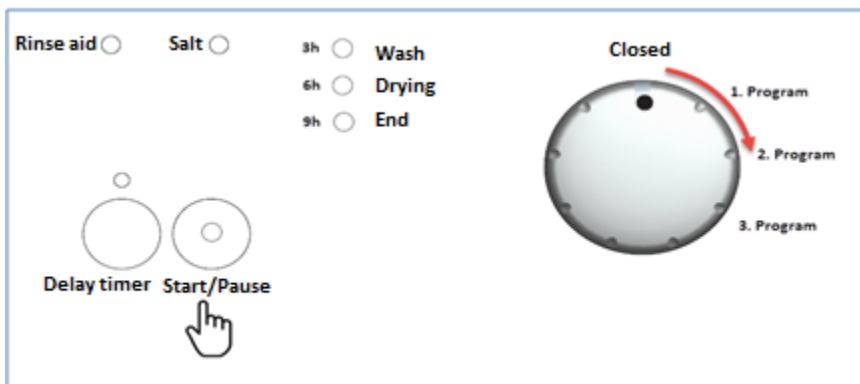 Rinse aid
Salt
3h Wash
6h Drying
9h End
Closed
1. Program
2. Program
3. Program
Delay timer
Start/Pause